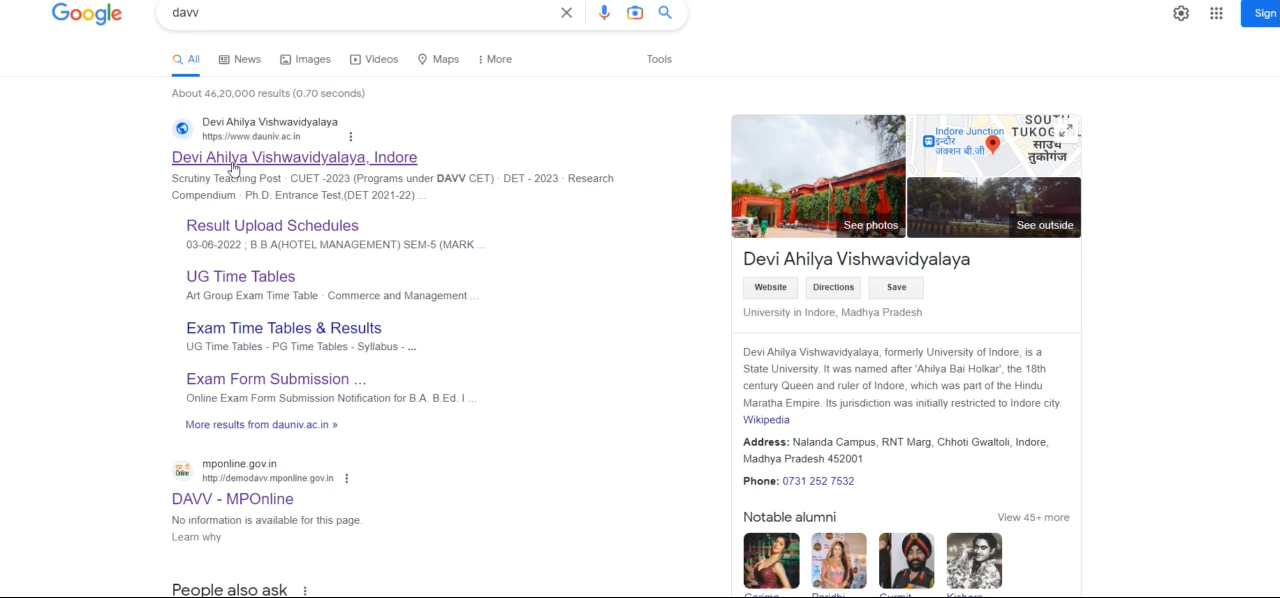 Google
davv
Sign
All
News
Images
Videos
Maps
More
Tools
About 46,20,000 results (0.70 seconds)
Devi Ahilya Vishwavidyalaya
https://www.dauniv.ac.in
Devi Ahilya Vishwavidyalaya, Indore
Scrutiny Teaching Post · CUET -2023 (Programs under DAVV CET) · DET - 2023 · Research
Compendium · Ph.D. Entrance Test,(DET 2021-22) ...
Result Upload Schedules
03-06-2022 ; B.B.A(HOTEL MANAGEMENT) SEM-5 (MARK ...
UG Time Tables
Art Group Exam Time Table · Commerce and Management ...
Exam Time Tables & Results
UG Time Tables - PG Time Tables - Syllabus - ...
Exam Form Submission ...
Online Exam Form Submission Notification for B.A. B.Ed. I ...
More results from dauniv.ac.in »
mponline.gov.in
http://demodavv.mponline.gov.in
DAVV - MPOnline
No information is available for this page.
Learn why
People also ask
Indore Junction
इन्दौर
जंक्शन बी.जी
SOUTH
TUKOG
साउथ
तुकोगंज
See photos
See outside
Devi Ahilya Vishwavidyalaya
Website
Directions
Save
University in Indore, Madhya Pradesh
Devi Ahilya Vishwavidyalaya, formerly University of Indore, is a
State University. It was named after 'Ahilya Bai Holkar', the 18th
century Queen and ruler of Indore, which was part of the Hindu
Maratha Empire. Its jurisdiction was initially restricted to Indore city.
Wikipedia
Address: Nalanda Campus, RNT Marg, Chhoti Gwaltoli, Indore,
Madhya Pradesh 452001
Phone: 0731 252 7532
Notable alumni
View 45+ more